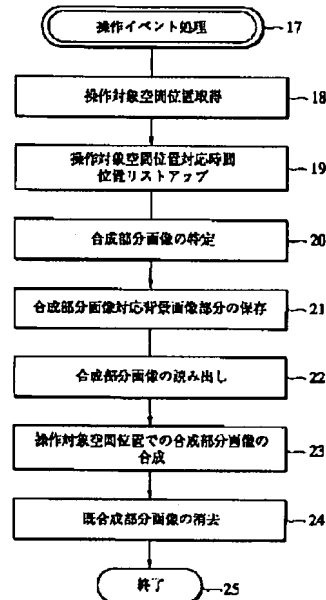 操作イベント処理
17
操作対象空間位置取得
18
操作対象空間位置対応時間
位置リストアップ
19
合成部分画像の特定
20
合成部分画像対応背景画像部分の保存
21
合成部分画像の読み出し
22
操作対象空間位置での合成部分画像の
合成
23
既合成部分画像の消去
24
終了
25